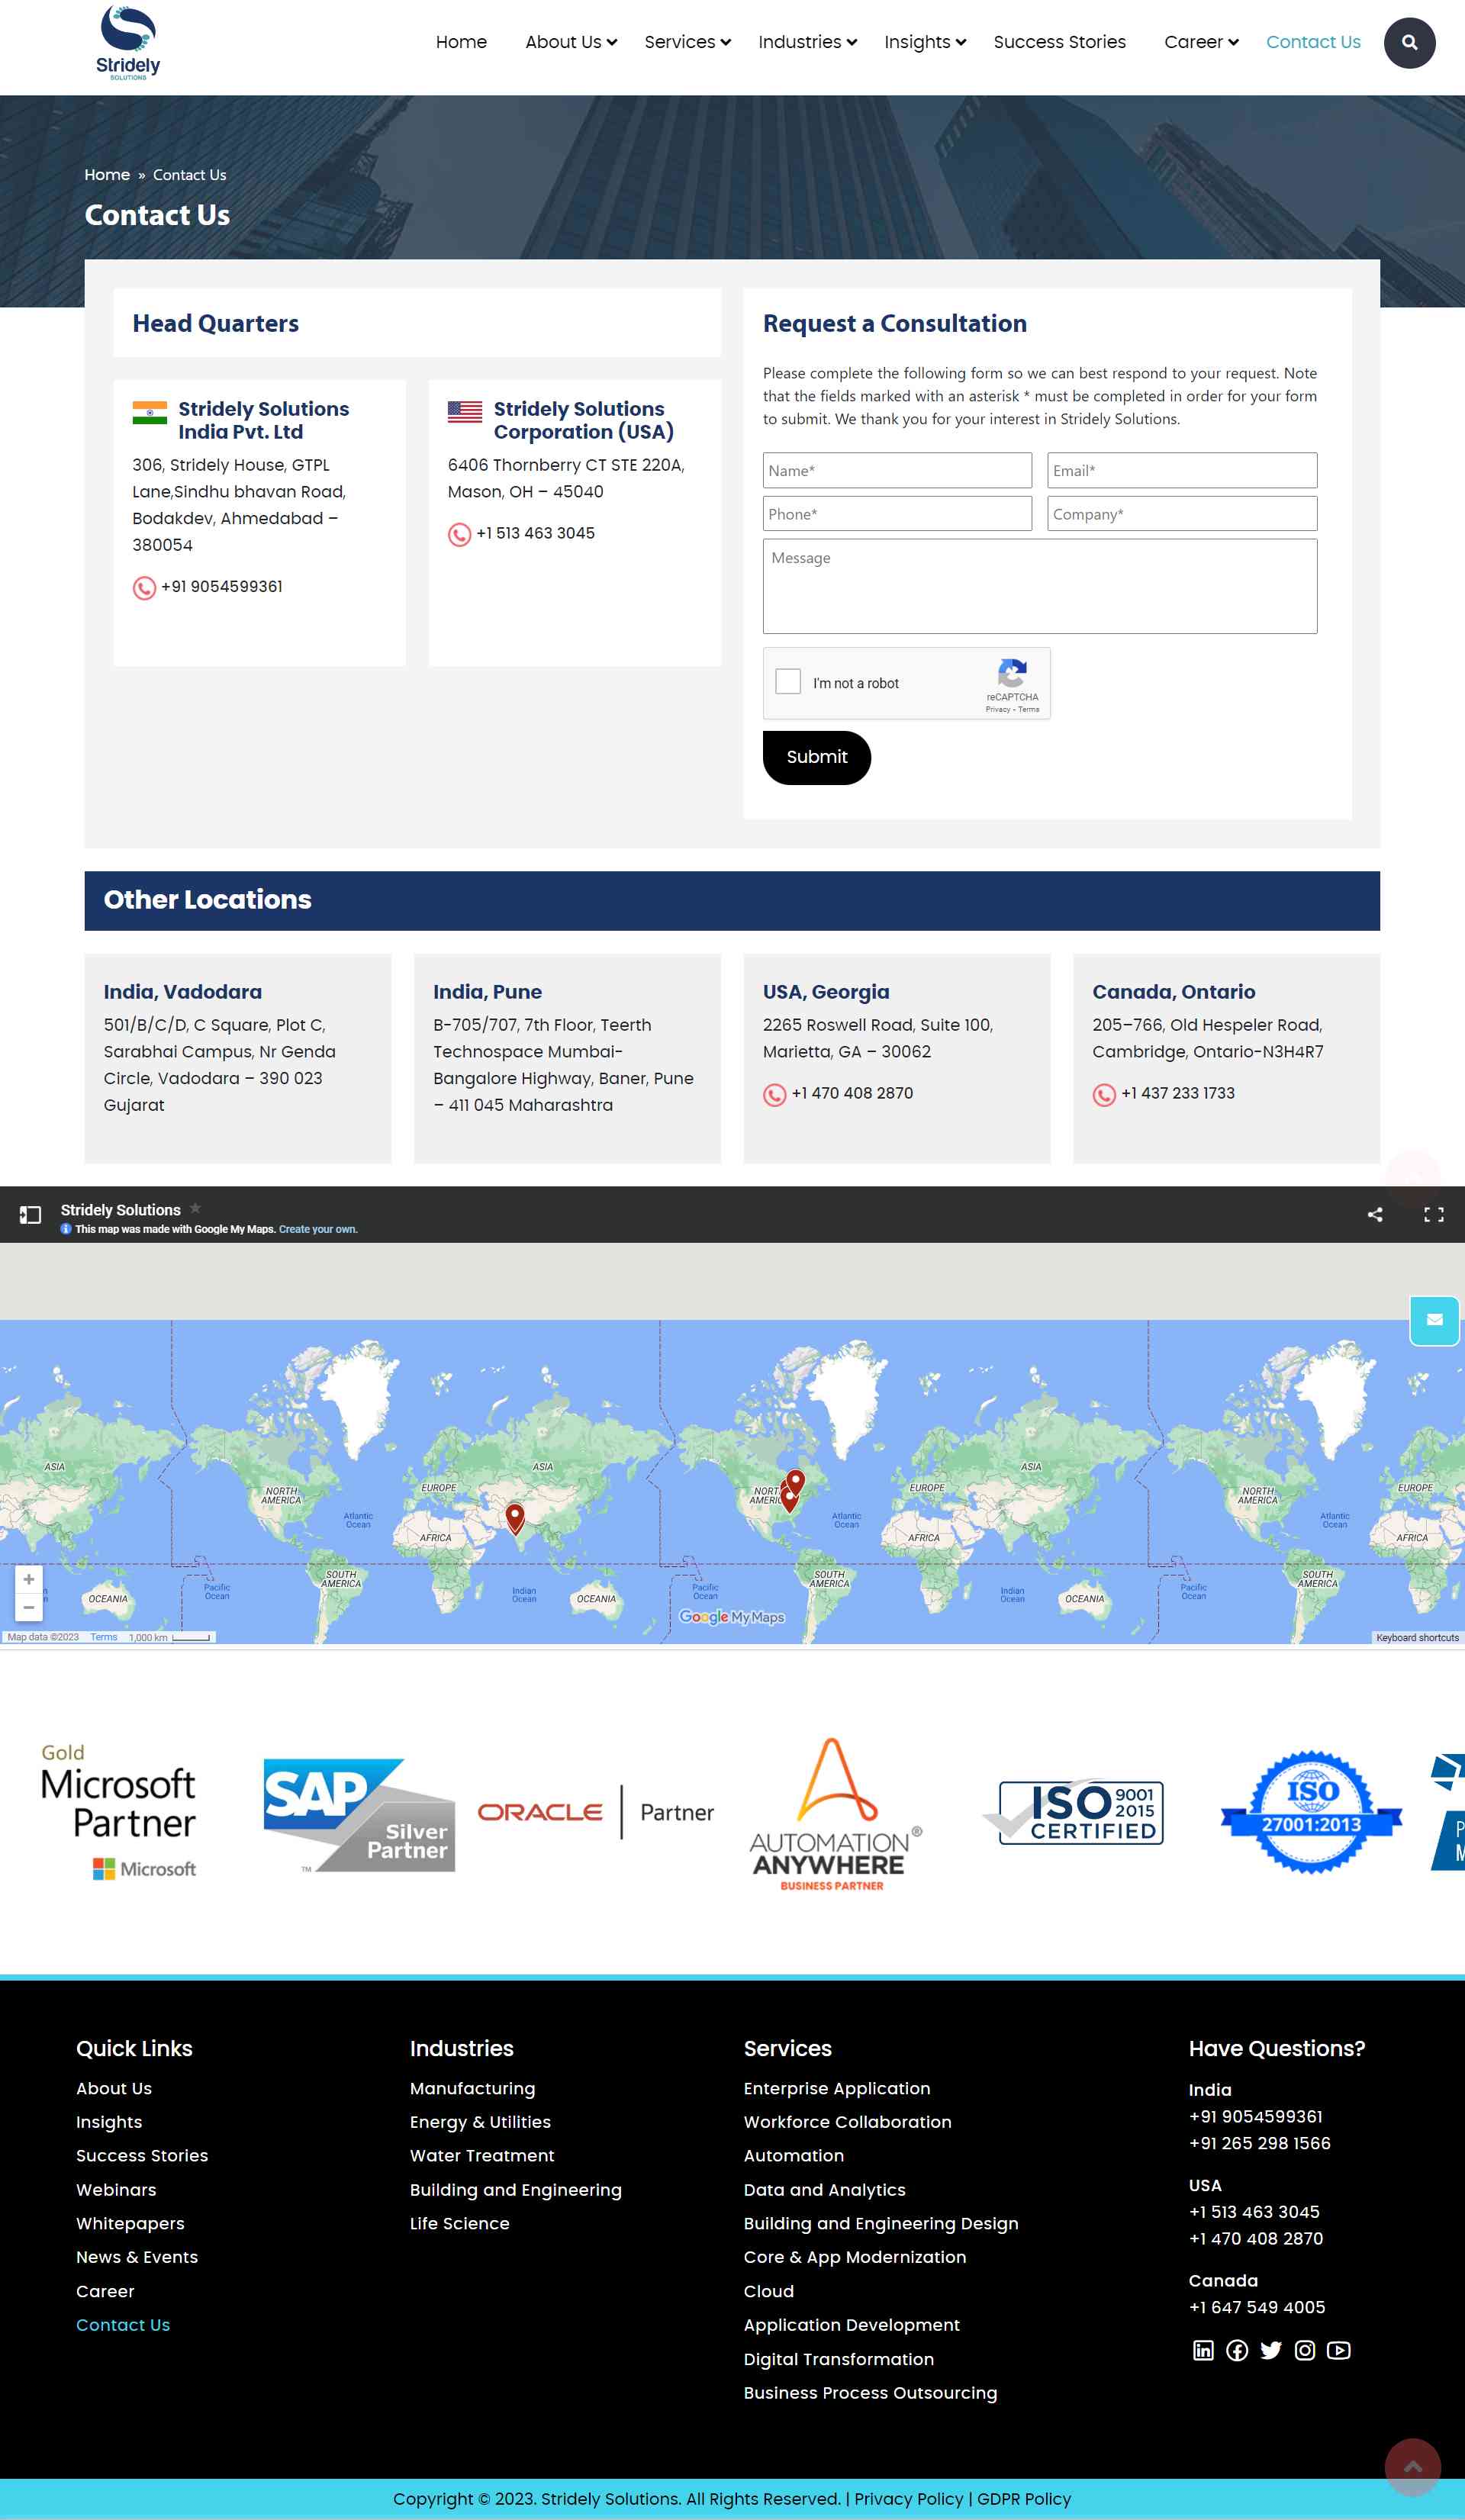 Stridely
SOLUTIONS
Home About Us Services Industries Insights Success Stories Career Contact Us
Home » Contact Us
Contact Us
Head Quarters
Stridely Solutions
India Pvt. Ltd
306, Stridely House, GTPL
Lane,Sindhu bhavan Road,
Bodakdev, Ahmedabad –
380054
+91 9054599361
Stridely Solutions
Corporation (USA)
6406 Thornberry CT STE 220A,
Mason, OH – 45040
+1 513 463 3045
Request a Consultation
Please complete the following form so we can best respond to your request. Note
that the fields marked with an asterisk * must be completed in order for your form
to submit. We thank you for your interest in Stridely Solutions.
Name* Email*
Phone* Company*
Message
I'm not a robot
reCAPTCHA
Privacy - Terms
Submit
Other Locations
India, Vadodara
501/B/C/D, C Square, Plot C,
Sarabhai Campus, Nr Genda
Circle, Vadodara – 390 023
Gujarat
India, Pune
B-705/707, 7th Floor, Teerth
Technospace Mumbai-
Bangalore Highway, Baner, Pune
– 411 045 Maharashtra
USA, Georgia
2265 Roswell Road, Suite 100,
Marietta, GA – 30062
+1 470 408 2870
Canada, Ontario
205–766, Old Hespeler Road,
Cambridge, Ontario-N3H4R7
+1 437 233 1733
Stridely Solutions
This map was made with Google My Maps. Create your own.
ASIA ASIA ASIA
NORTH
AMERICA
EUROPE
NORTH
AMERICA
EUROPE
NORTH
AMERICA
EUROPE
Atlantic
Ocean
Atlantic
Ocean
Atlantic
Ocean
AFRICA AFRICA AFRICA
SOUTH
AMERICA
SOUTH
AMERICA
SOUTH
AMERICA
Pacific
Ocean
Indian
Ocean
Pacific
Ocean
Indian
Ocean
Pacific
Ocean
OCEANIA OCEANIA OCEANIA
Google My Maps
Map data ©2023 Terms 1,000 km
Keyboard shortcuts
Gold
Microsoft
Partner
Microsoft
SAP
Silver
Partner
TM
ORACLE | Partner
AUTOMATION
ANYWHERE ®
BUSINESS PARTNER
ISO 9001
2015
CERTIFIED
ISO
27001:2013
Quick Links
About Us
Insights
Success Stories
Webinars
Whitepapers
News & Events
Career
Contact Us
Industries
Manufacturing
Energy & Utilities
Water Treatment
Building and Engineering
Life Science
Services
Enterprise Application
Workforce Collaboration
Automation
Data and Analytics
Building and Engineering Design
Core & App Modernization
Cloud
Application Development
Digital Transformation
Business Process Outsourcing
Have Questions?
India
+91 9054599361
+91 265 298 1566
USA
+1 513 463 3045
+1 470 408 2870
Canada
+1 647 549 4005
Copyright © 2023. Stridely Solutions. All Rights Reserved. | Privacy Policy | GDPR Policy